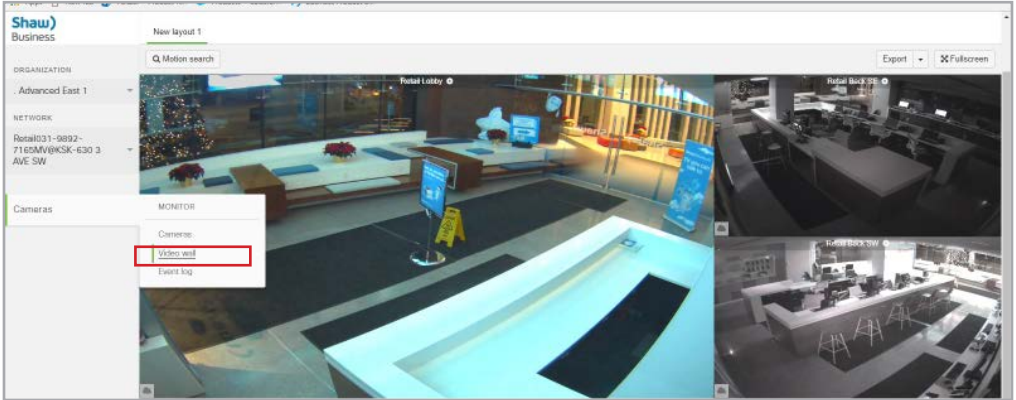 Shaw)
Business
New layout 1
Motion search
Export
Fullscreen
ORGANIZATION
. Advanced East 1
NETWORK
Retail031-9892-
7165MV@KSK-630 3
AVE SW
Cameras
MONITOR
Cameras
Video wall
Event log
Retail Lobby
Retail Back SE
Retail Back SW